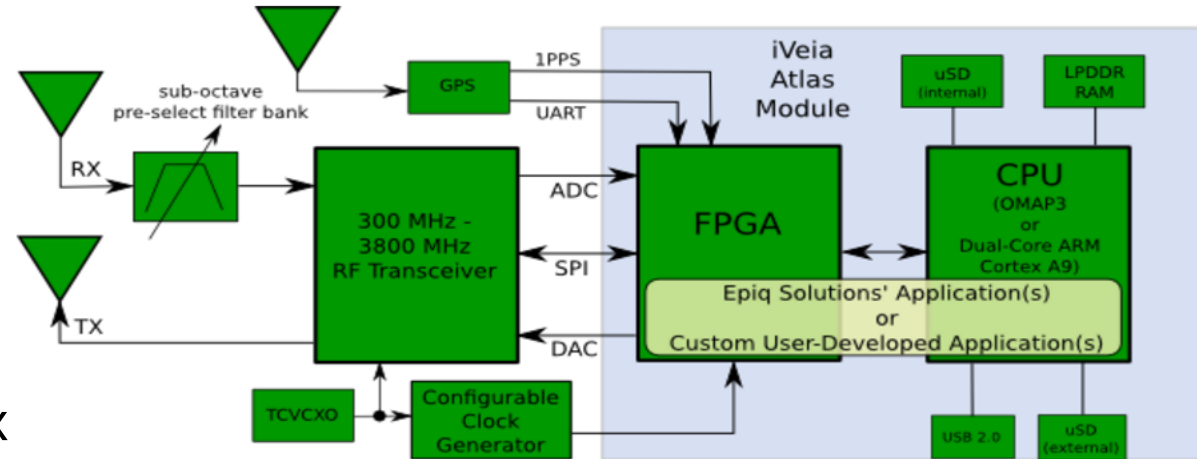 iVeia
Atlas
Module
1PPS
GPS
UART
uSD
(internal)
LPDDR
RAM
sub-octave
pre-select filter bank
RX
ADC
300 MHz -
3800 MHz
RF Transceiver
SPI
FPGA
CPU
(OMAP3
or
Dual-Core ARM
Cortex A9)
Epiq Solutions' Application(s)
or
Custom User-Developed Application(s)
TX
DAC
TCVCXO
Configurable
Clock
Generator
USB 2.0
uSD
(external)
x